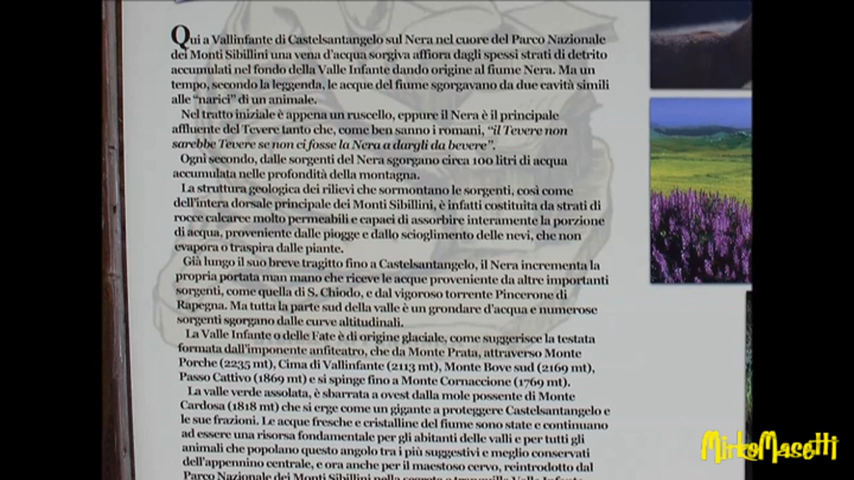 Qui a Vallinfante di Castelsantangelo sul Nera nel cuore del Parco Nazionale
dei Monti Sibillini una vena d'acqua sorgiva affiora dagli spessi strati di detrito
accumulati nel fondo della Valle Infante dando origine al fiume Nera. Ma un
tempo, secondo la leggenda, le acque del fiume sgorgavano da due cavità simili
alle "narici" di un animale.
Nel tratto iniziale è appena un ruscello, eppure il Nera è il principale
affluente del Tevere tanto che, come ben sanno i romani, "il Tevere non
sarebbe Tevere se non ci fosse la Nera a dargli da bevere".
Ogni secondo, dalle sorgenti del Nera sgorgano circa 100 litri di acqua
accumulata nelle profondità della montagna.
La struttura geologica dei rilievi che sormontano le sorgenti, così come
dell'intera dorsale principale dei Monti Sibillini, è infatti costituita da strati di
rocce calcaree molto permeabili e capaci di assorbire interamente la porzione
di acqua, proveniente dalle piogge e dallo scioglimento delle nevi, che non
evapora o traspira dalle piante.
Già lungo il suo breve tragitto fino a Castelsantangelo, il Nera incrementa la
propria portata man mano che riceve le acque proveniente da altre importanti
sorgenti, come quella di S. Chiodo, e dal vigoroso torrente Pincerone di
Rapegna. Ma tutta la parte sud della valle è un grondare d'acqua e numerose
sorgenti sgorgano dalle curve altitudinali.
La Valle Infante o delle Fate è di origine glaciale, come suggerisce la testata
formata dall'imponente anfiteatro, che da Monte Prata, attraverso Monte
Porche (2235 mt), Cima di Vallinfante (2113 mt), Monte Bove sud (2169 mt),
Passo Cattivo (1869 mt) e si spinge fino a Monte Cornaccione (1769 mt).
La valle verde assolata, è sbarrata a ovest dalla mole possente di Monte
Cardosa (1818 mt) che si erge come un gigante a proteggere Castelsantangelo e
le sue frazioni. Le acque fresche e cristalline del fiume sono state e continuano
ad essere una risorsa fondamentale per gli abitanti delle valli e per tutti gli
animali che popolano questo angolo tra i più suggestivi e meglio conservati
dell'appennino centrale, e ora anche per il maestoso cervo, reintrodotto dal
Parco Nazionale dei Monti Sibillini nella segreta e tranquilla Valle Infante
MirkoMasetti